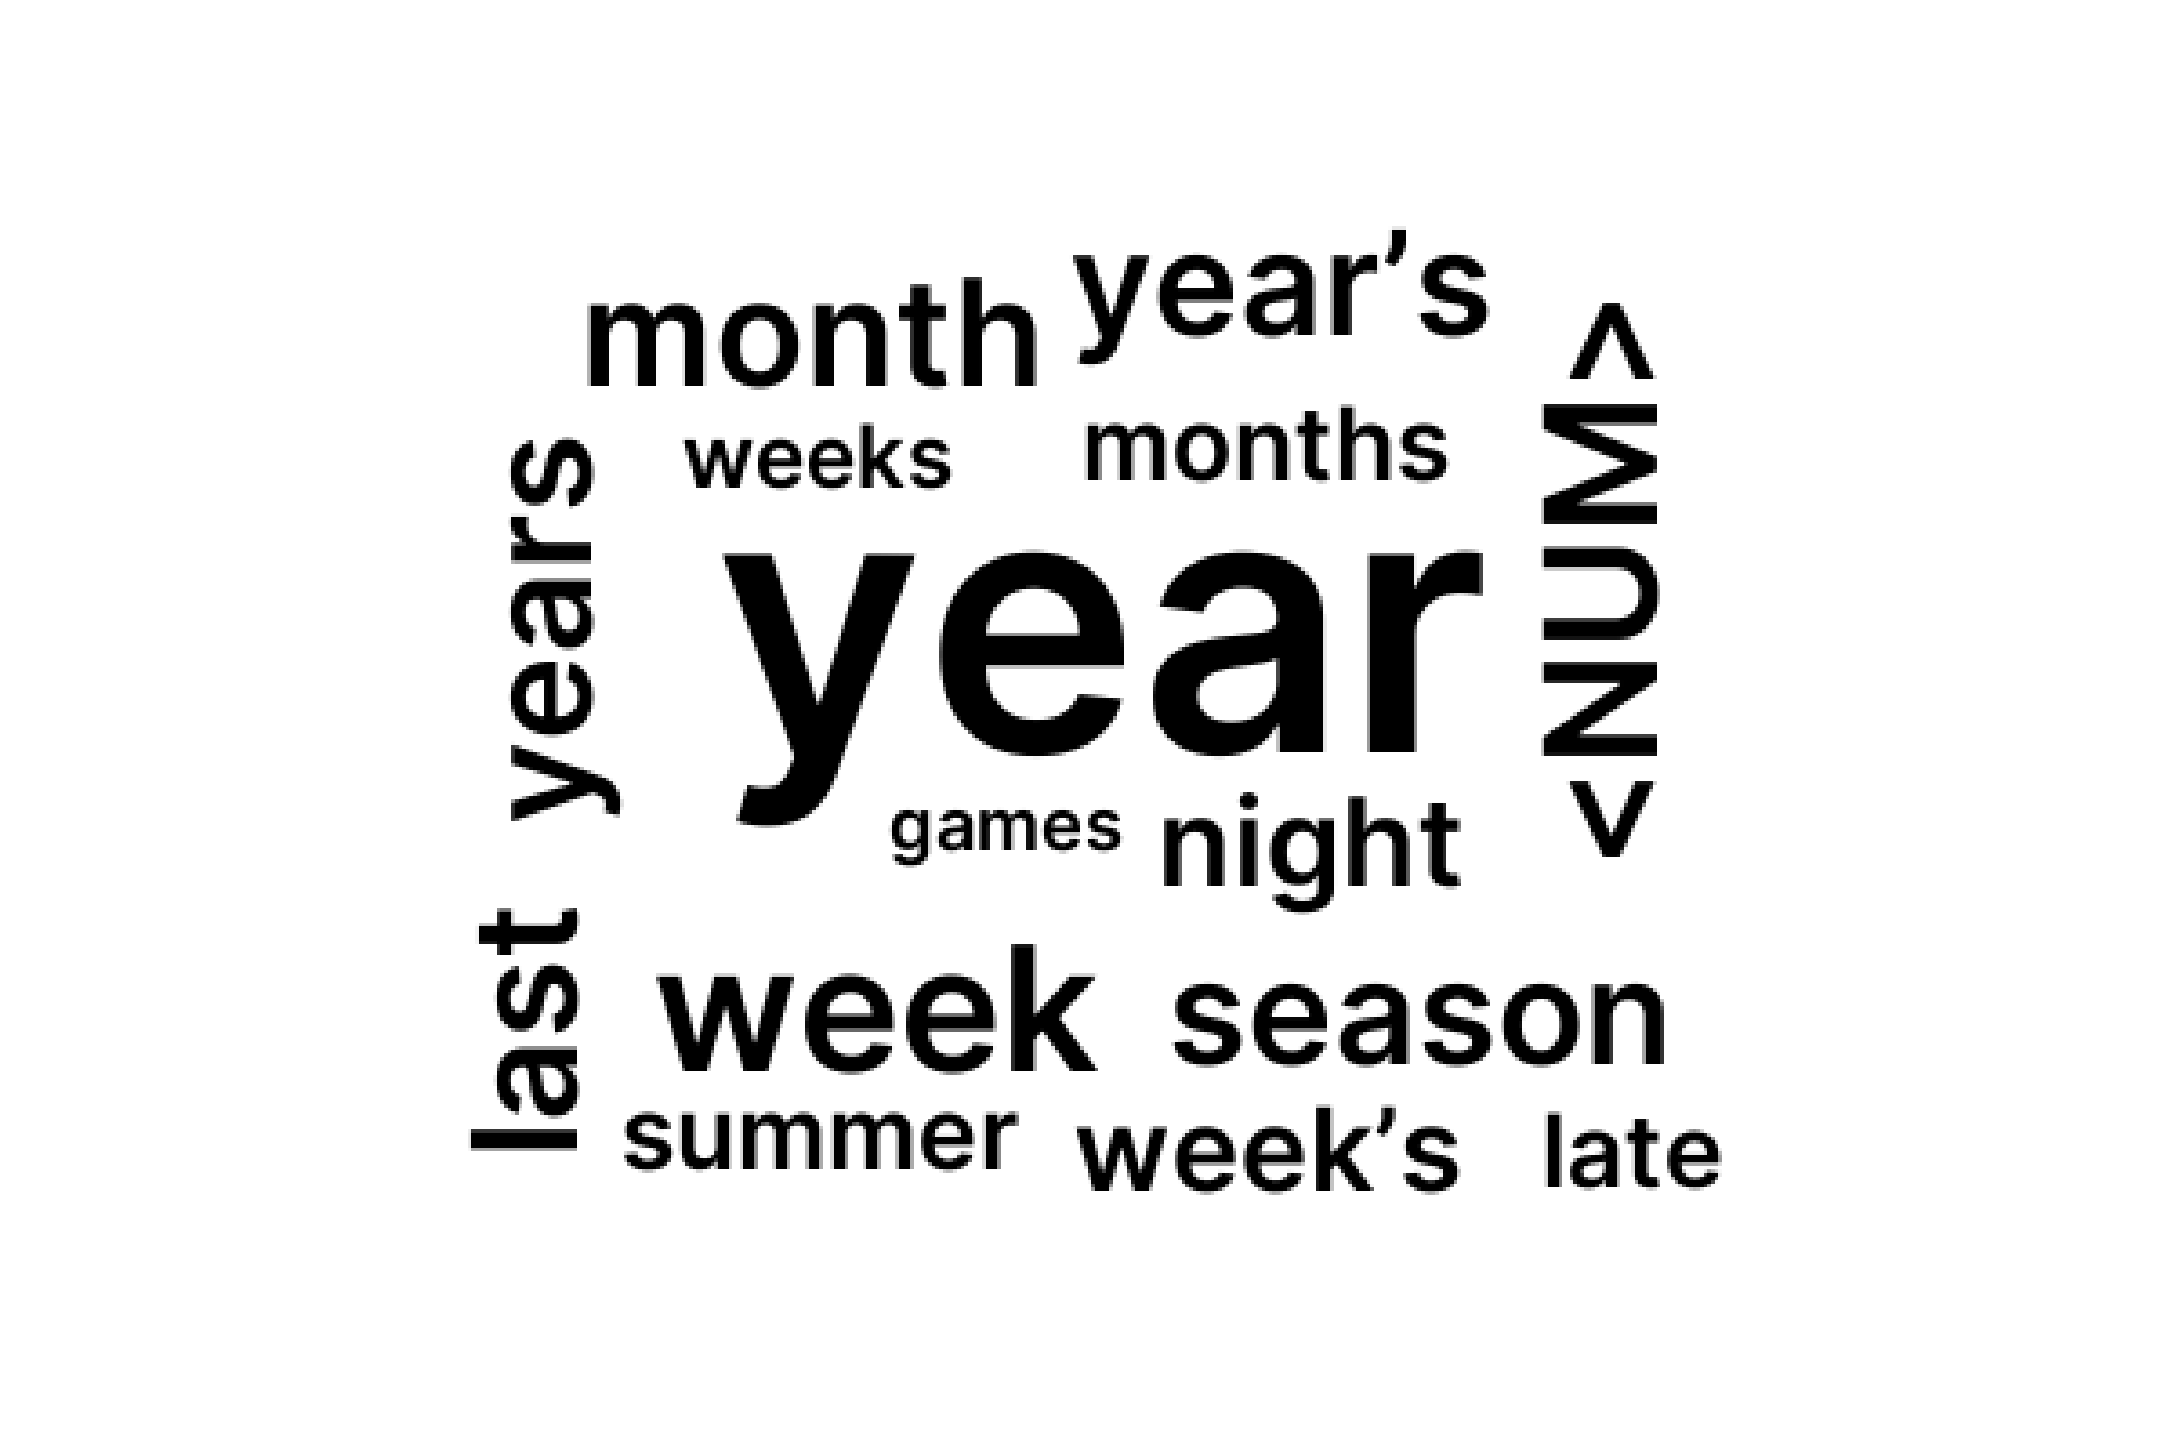 month year’s
weeks months
years
year
<NUM>
games night
last
week season
summer week’s late